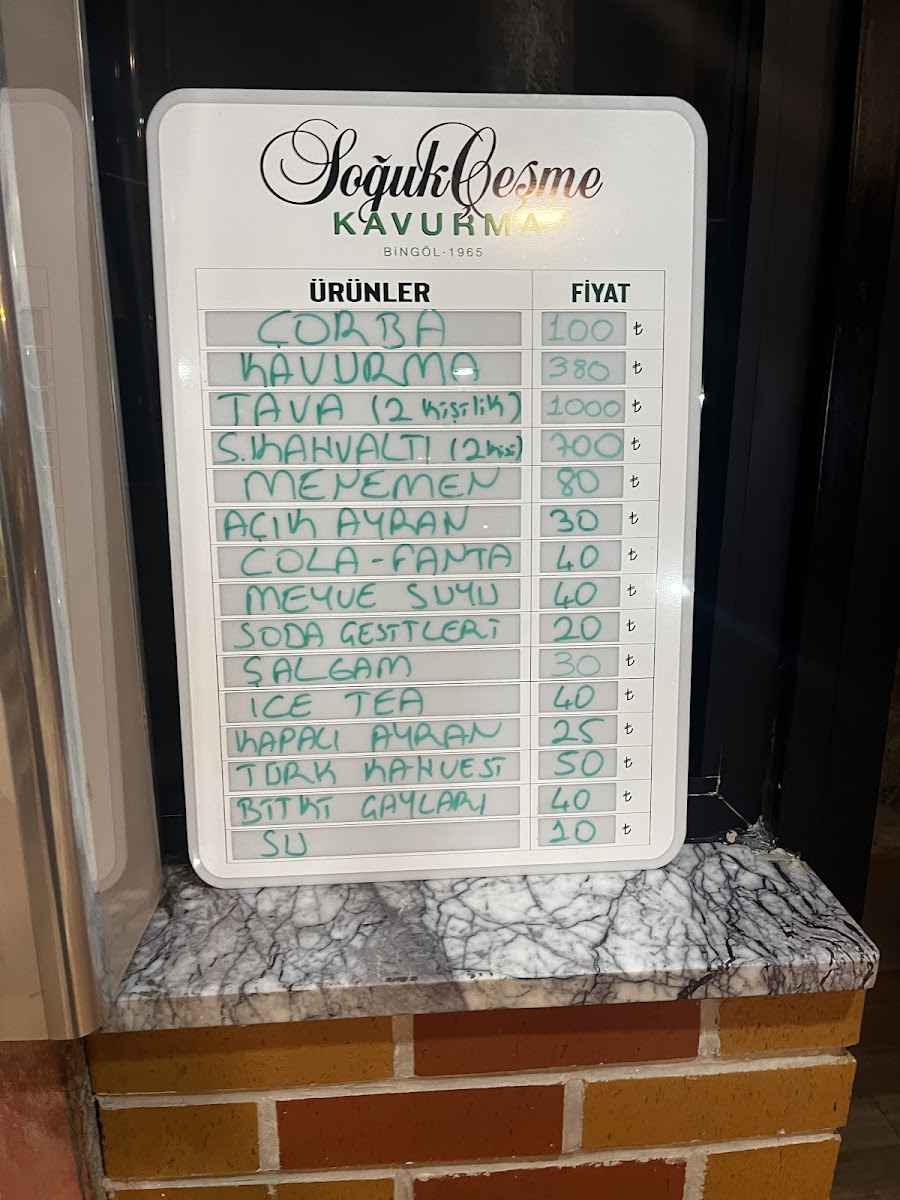 Soğuk Çeşme
KAVURMA
BİNGÖL-1965
ÜRÜNLER FİYAT
ÇORBA 100 ₺
KAVURMA 380 ₺
TAVA (2 Kişilik) 1000 ₺
S.KAHVALTI (2 kişi) 700 ₺
MENEMEN 80 ₺
AÇIK AYRAN 30 ₺
COLA-FANTA 40 ₺
MEYVE SUYU 40 ₺
SODA ÇEŞİTLERİ 20 ₺
ŞALGAM 30 ₺
ICE TEA 40 ₺
KAPALI AYRAN 25 ₺
TÜRK KAHVESİ 50 ₺
BİTKİ ÇAYLARI 40 ₺
SU 10 ₺